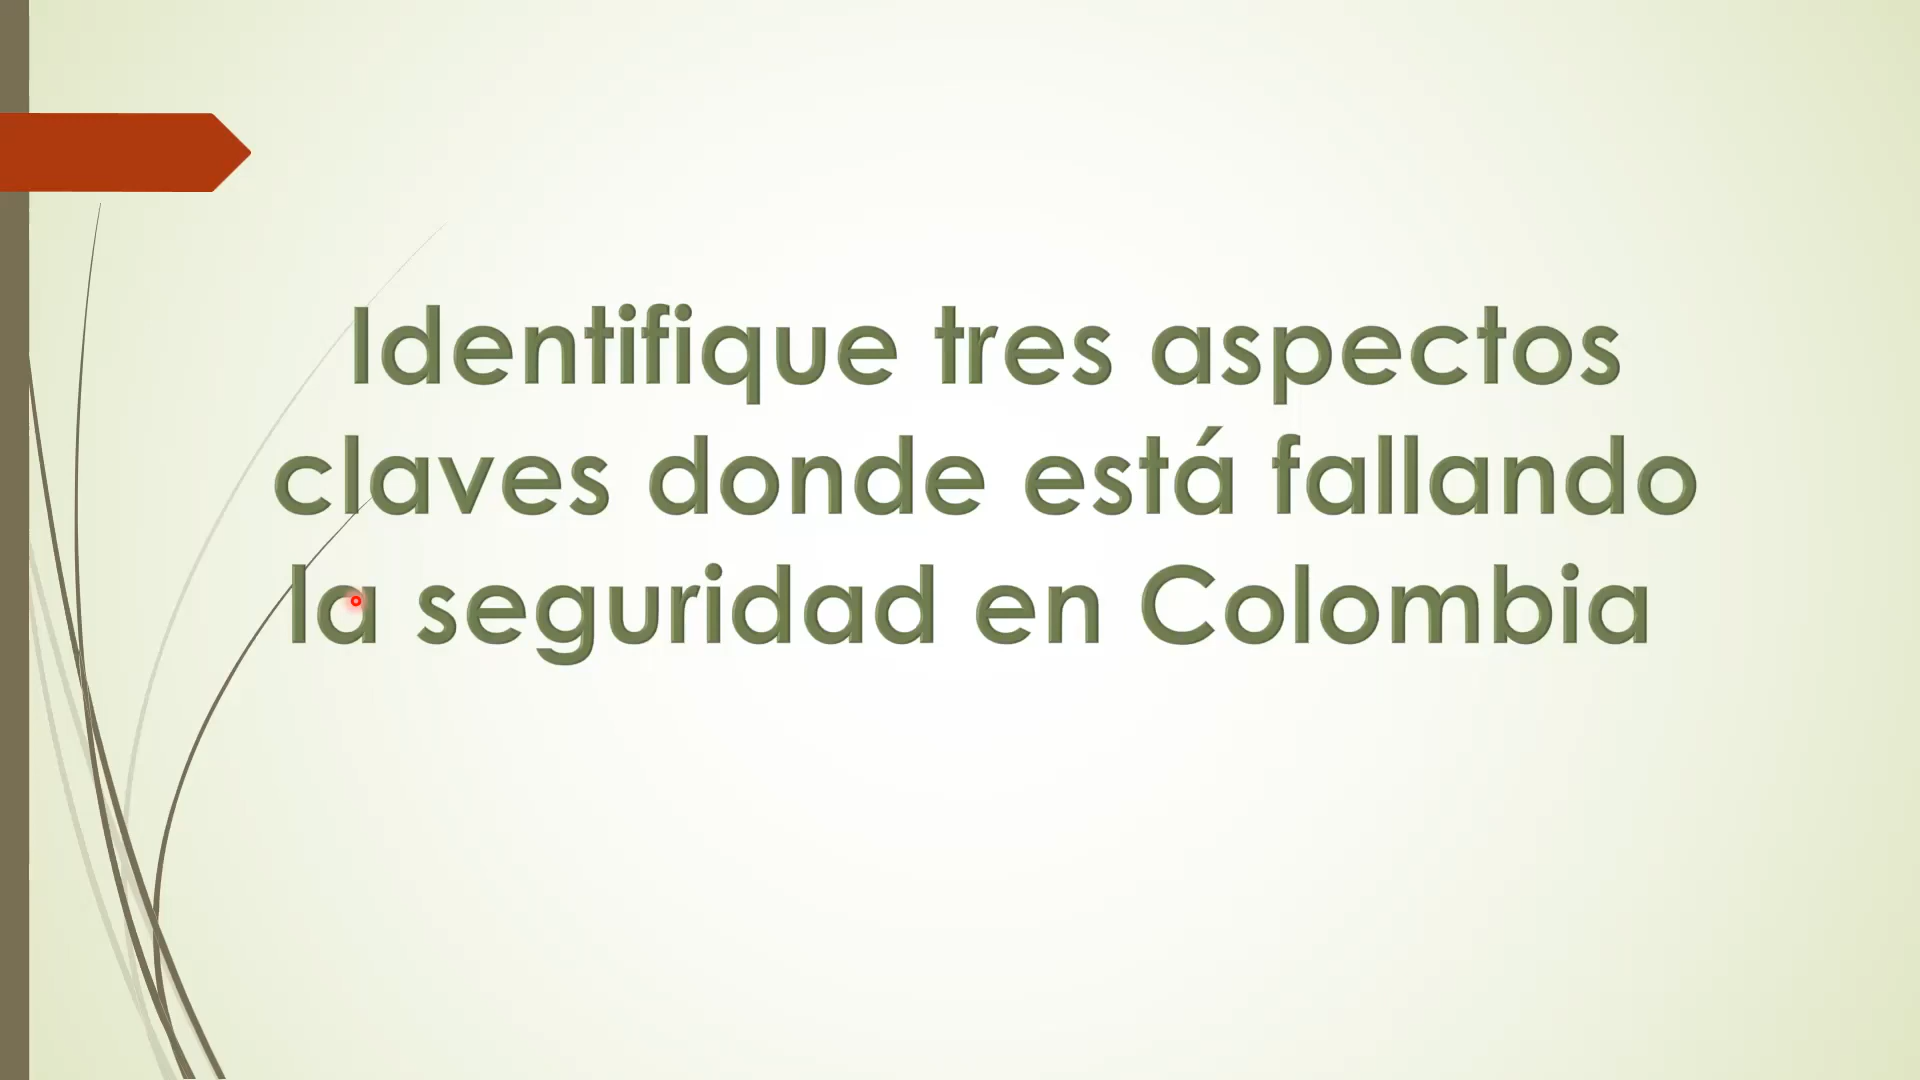 Identifique tres aspectos
claves donde está fallando
la seguridad en Colombia